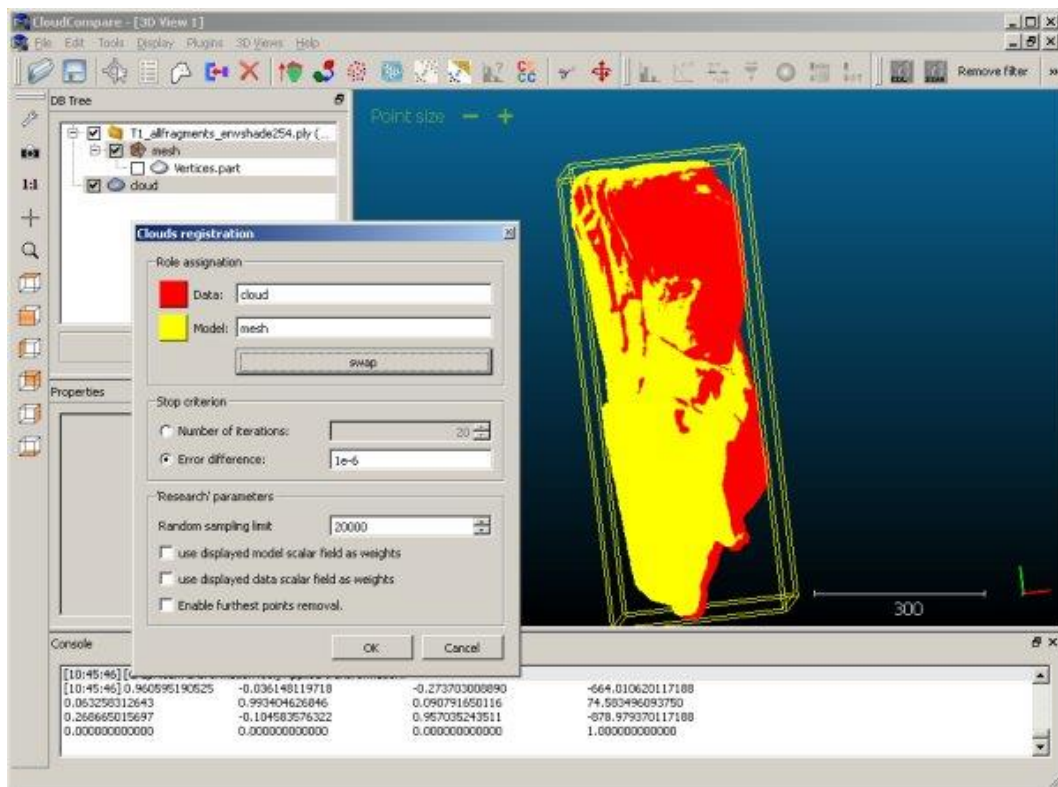 CloudCompare - [3D View 1]
File Edit Tools Display Plugins 3D Views Help
Remove filter
DB Tree
T1_allfragments_envshade254.ply (...
mesh
Vertices.part
cloud
1:1
Point size
Clouds registration
Role assignation
Data: cloud
Model: mesh
swap
Stop criterion
Number of iterations: 20
Error difference: 1e-6
'Research' parameters
Random sampling limit 20000
use displayed model scalar field as weights
use displayed data scalar field as weights
Enable furthest points removal.
OK Cancel
Properties
300
Console
[10:45:46]
[10:45:46] 0.960595190525 -0.036148119718 -0.273703008890 -664.010620117188
0.063258312643 0.993404626846 0.090791650116 74.583496093750
0.268665015697 -0.104583576322 0.957035243511 -878.979370117188
0.000000000000 0.000000000000 0.000000000000 1.000000000000